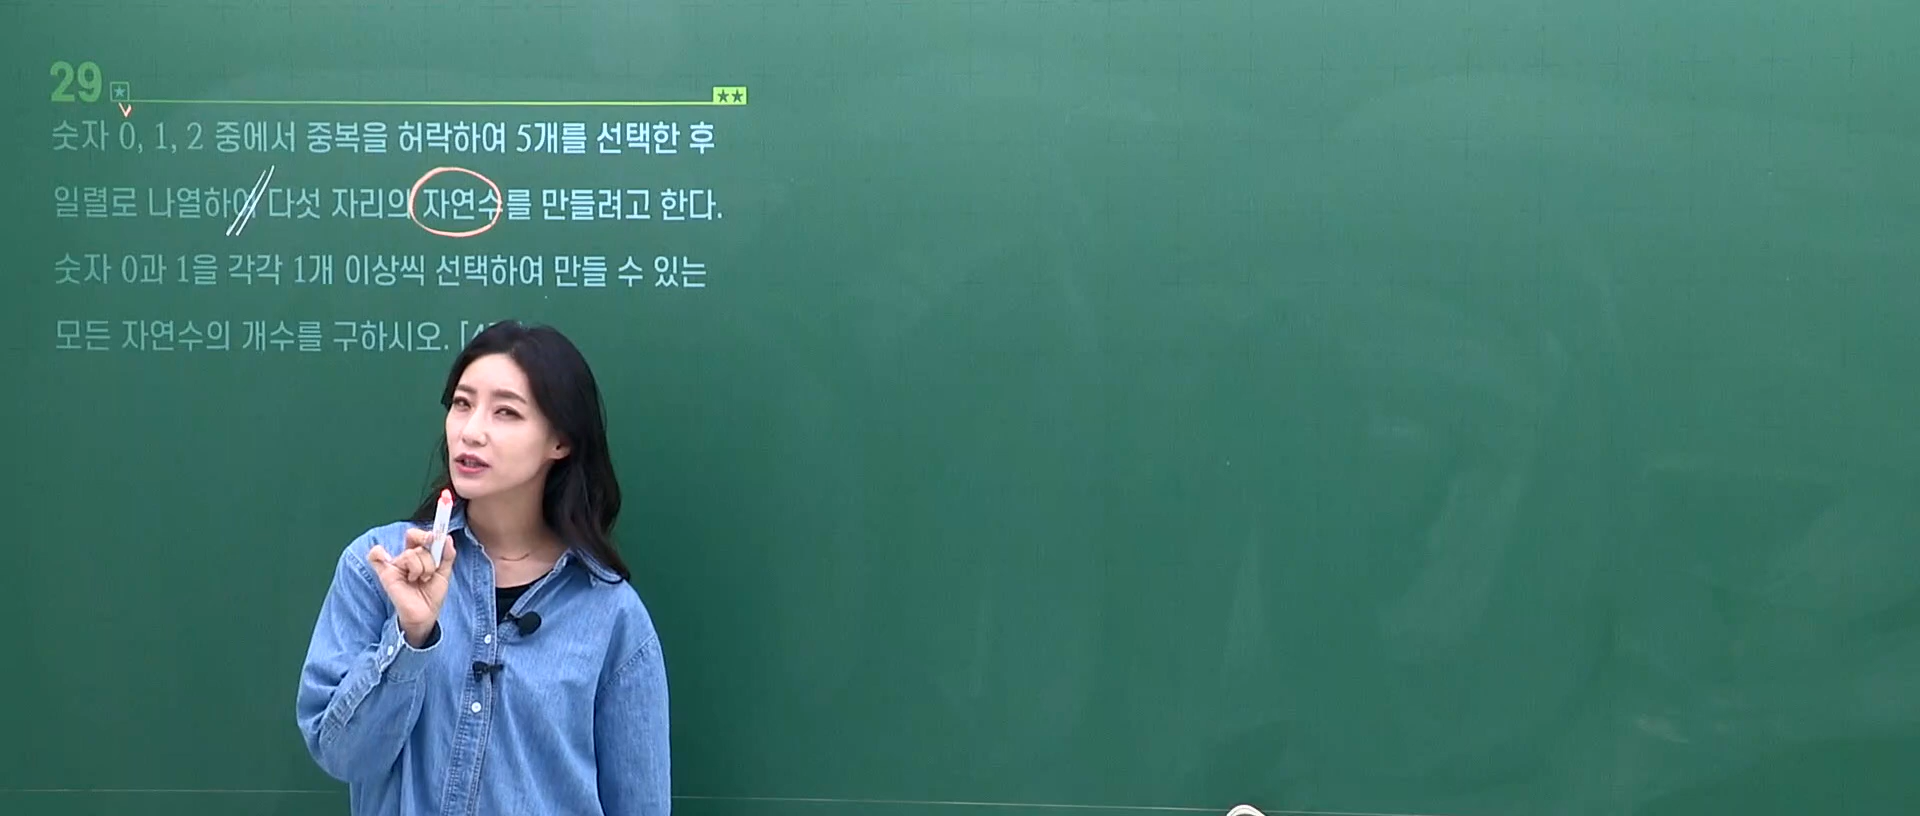 29
숫자 0, 1, 2 중에서 중복을 허락하여 5개를 선택한 후
일렬로 나열하여 다섯 자리의 자연수를 만들려고 한다.
숫자 0과 1을 각각 1개 이상씩 선택하여 만들 수 있는
모든 자연수의 개수를 구하시오.